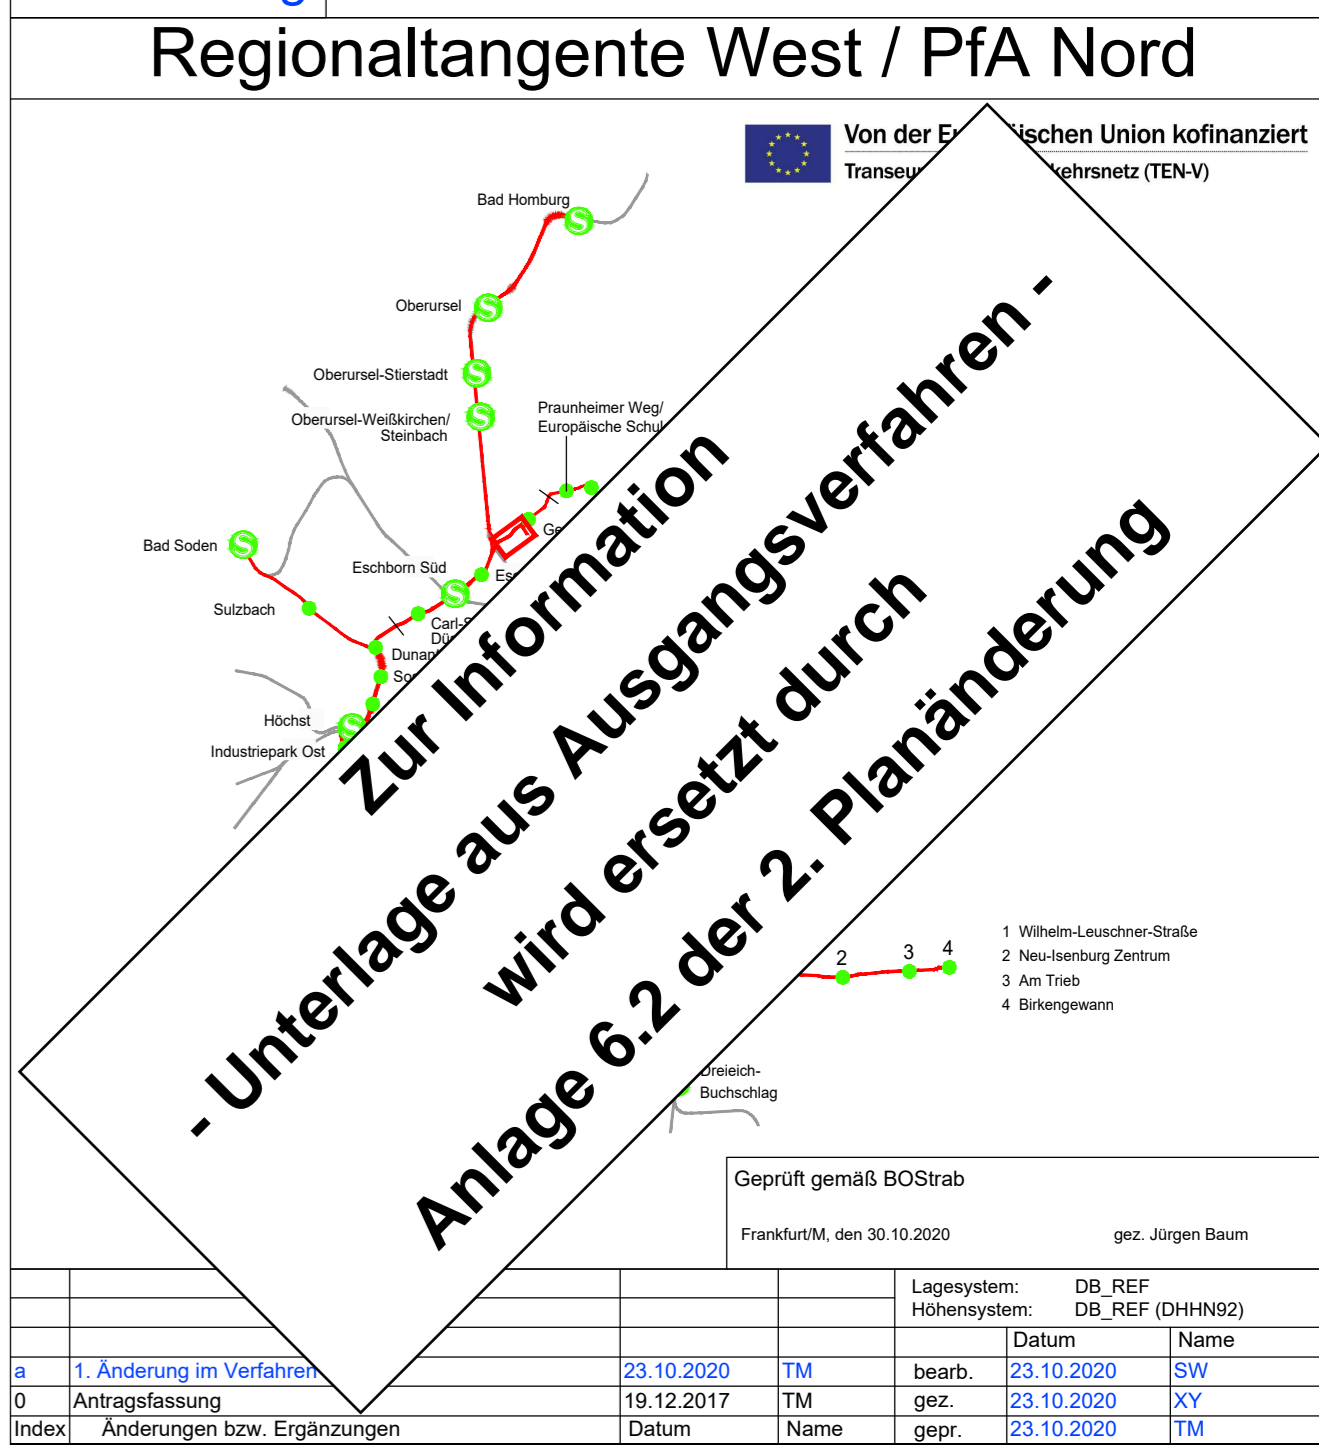 Regionaltangente West / PfA Nord
Von der E ischen Union kofinanziert
Transeu kehrsnetz (TEN-V)
Bad Homburg
Oberursel
Oberursel-Stierstadt
Oberursel-Weißkirchen/
Steinbach
Praunheimer Weg/
Europäische Schul
Bad Soden
Eschborn Süd
Sulzbach
Höchst
Industriepark Ost
Zur Information
- Unterlage aus Ausgangsverfahren -
wird ersetzt durch
Anlage 6.2 der 2. Planänderung
2
3
4
1 Wilhelm-Leuschner-Straße
2 Neu-Isenburg Zentrum
3 Am Trieb
4 Birkengewann
Dreieich-
Buchschlag
Geprüft gemäß BOStrab
Frankfurt/M, den 30.10.2020 gez. Jürgen Baum
Lagesystem: DB_REF
Höhensystem: DB_REF (DHHN92)
Datum Name
a 1. Änderung im Verfahren 23.10.2020 TM bearb. 23.10.2020 SW
0 Antragsfassung 19.12.2017 TM gez. 23.10.2020 XY
Index Änderungen bzw. Ergänzungen Datum Name gepr. 23.10.2020 TM